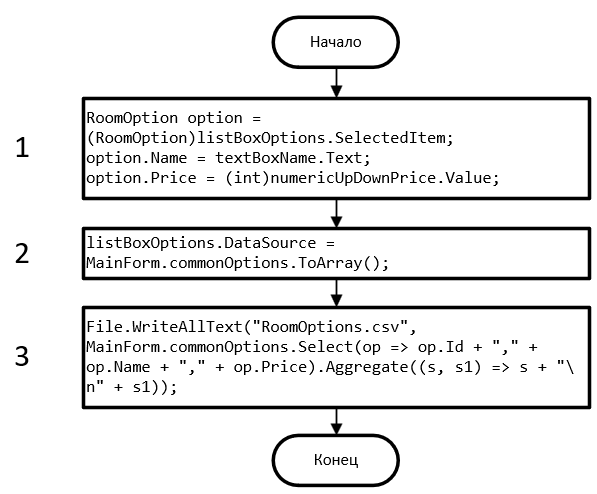 Начало
1
RoomOption option =
(RoomOption)listBoxOptions.SelectedItem;
option.Name = textBoxName.Text;
option.Price = (int)numericUpDownPrice.Value;
2
listBoxOptions.DataSource =
MainForm.commonOptions.ToArray();
3
File.WriteAllText("RoomOptions.csv",
MainForm.commonOptions.Select(op => op.Id + "," +
op.Name + "," + op.Price).Aggregate((s, s1) => s + "\
n" + s1));
Конец